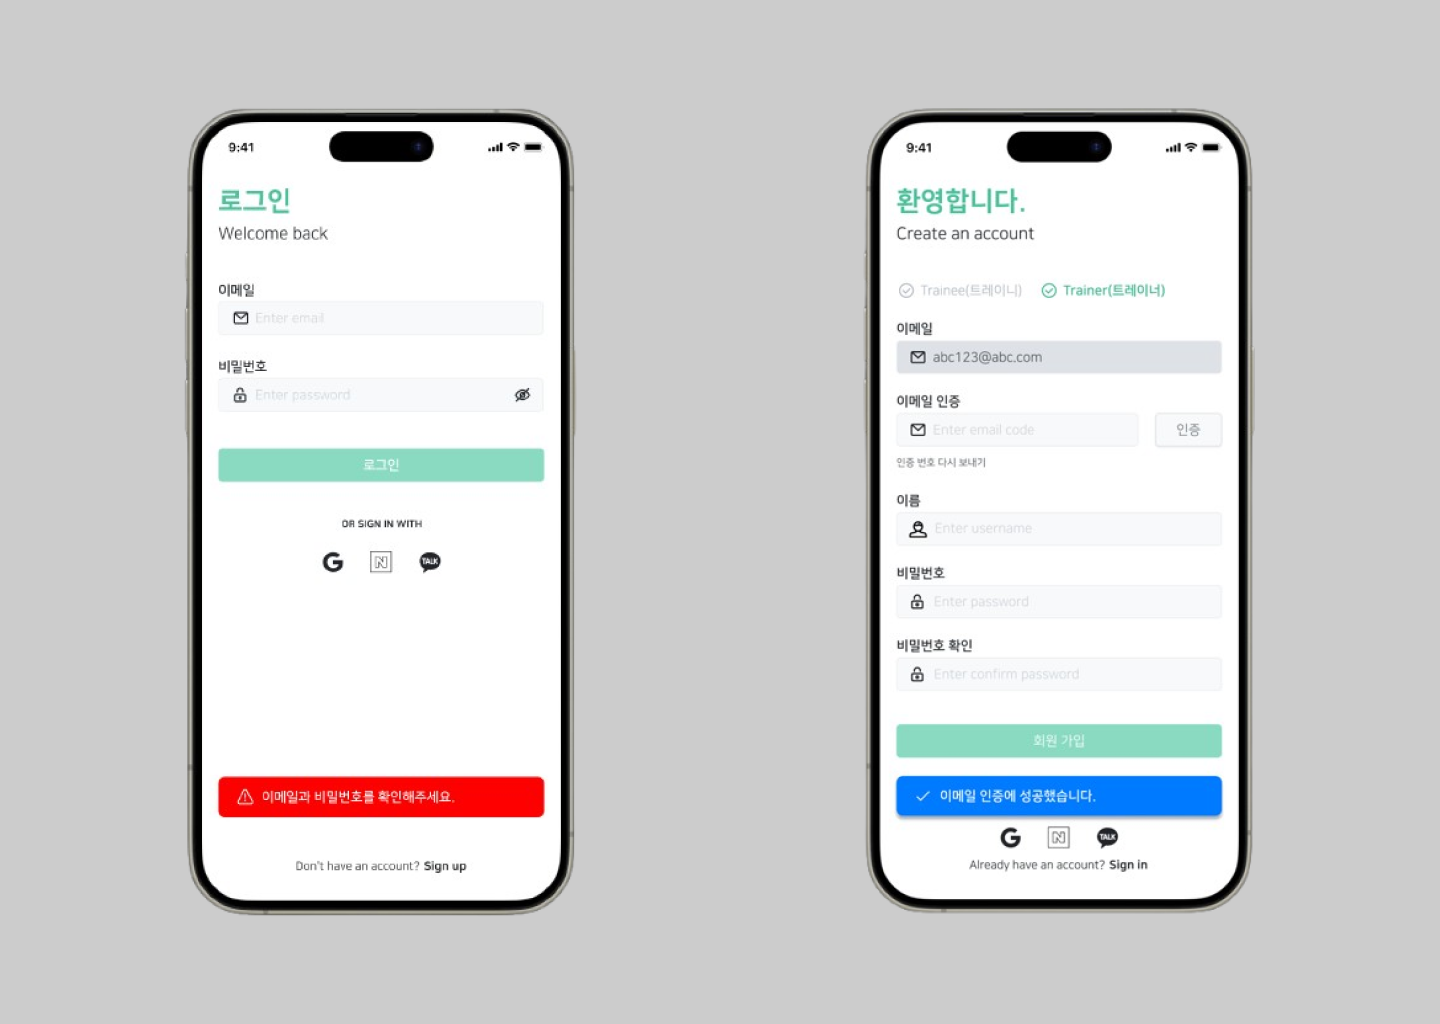 9:41
로그인
Welcome back
이메일
Enter email
비밀번호
Enter password
로그인
OR SIGN IN WITH
G N TALK
이메일과 비밀번호를 확인해주세요.
Don't have an account? Sign up
9:41
환영합니다.
Create an account
Trainee(트레이니) Trainer(트레이너)
이메일
abc123@abc.com
이메일 인증
Enter email code 인증
인증 번호 다시 보내기
이름
Enter username
비밀번호
Enter password
비밀번호 확인
Enter confirm password
회원 가입
이메일 인증에 성공했습니다.
G N TALK
Already have an account? Sign in